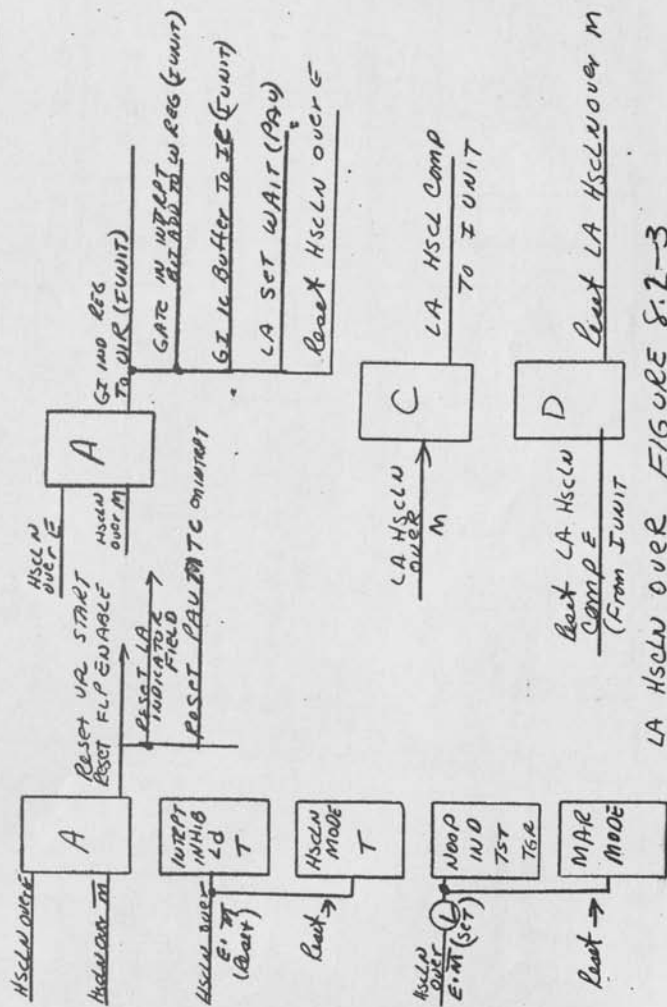 HSCLN OVER E
HSCLN OVER M̅
A
Reset VR START
Reset FLP ENABLE
RESET LA
INDICATOR
FIELD
RESET PAU TATC ON INTRPT
HSCLN OVER
E·M̅
(Reset)
INTRPT
INHIB
Ld
T
Reset →
HSCLN
MODE
T
HSCLN
OVER
E·M̅ (SET)
L
NOOP
IND
TST
TGR
Reset →
MAR
MODE
HSCLN
OVER E
HSCLN
OVER M
A
GI IND REG
TO UIR (I UNIT)
GATE IN INTRPT
BIT ADD TO W REG (I UNIT)
GI IC Buffer TO IC (I UNIT)
LA SET WAIT (PAU)
Reset HSCLN OVER E
LA HSCLN
OVER
M
C
LA HSCL COMP
TO I UNIT
Reset LA HSCLN
COMP E
(From I UNIT)
D
Reset LA HSCLN over M
LA HSCLN OVER FIGURE 8.2-3